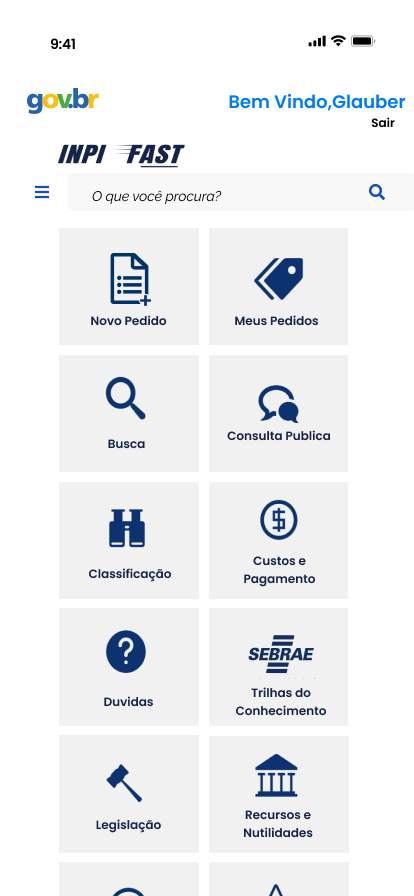 9:41
gov.br
Bem Vindo,Glauber
Sair
INPI FAST
O que você procura?
Novo Pedido
Meus Pedidos
Busca
Consulta Publica
Classificação
Custos e
Pagamento
Duvidas
SEBRAE
Trilhas do
Conhecimento
Legislação
Recursos e
Nutilidades